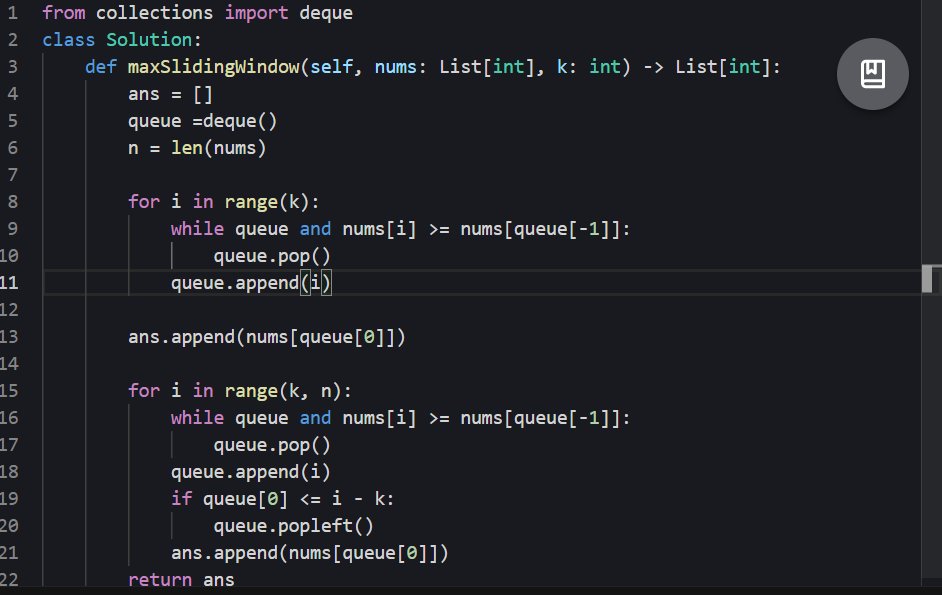 1 from collections import deque
2 class Solution:
3     def maxSlidingWindow(self, nums: List[int], k: int) -> List[int]:
4         ans = []
5         queue =deque()
6         n = len(nums)
7
8         for i in range(k):
9             while queue and nums[i] >= nums[queue[-1]]:
10                 queue.pop()
11             queue.append(i)
12
13         ans.append(nums[queue[0]])
14
15         for i in range(k, n):
16             while queue and nums[i] >= nums[queue[-1]]:
17                 queue.pop()
18             queue.append(i)
19             if queue[0] <= i - k:
20                 queue.popleft()
21             ans.append(nums[queue[0]])
22         return ans